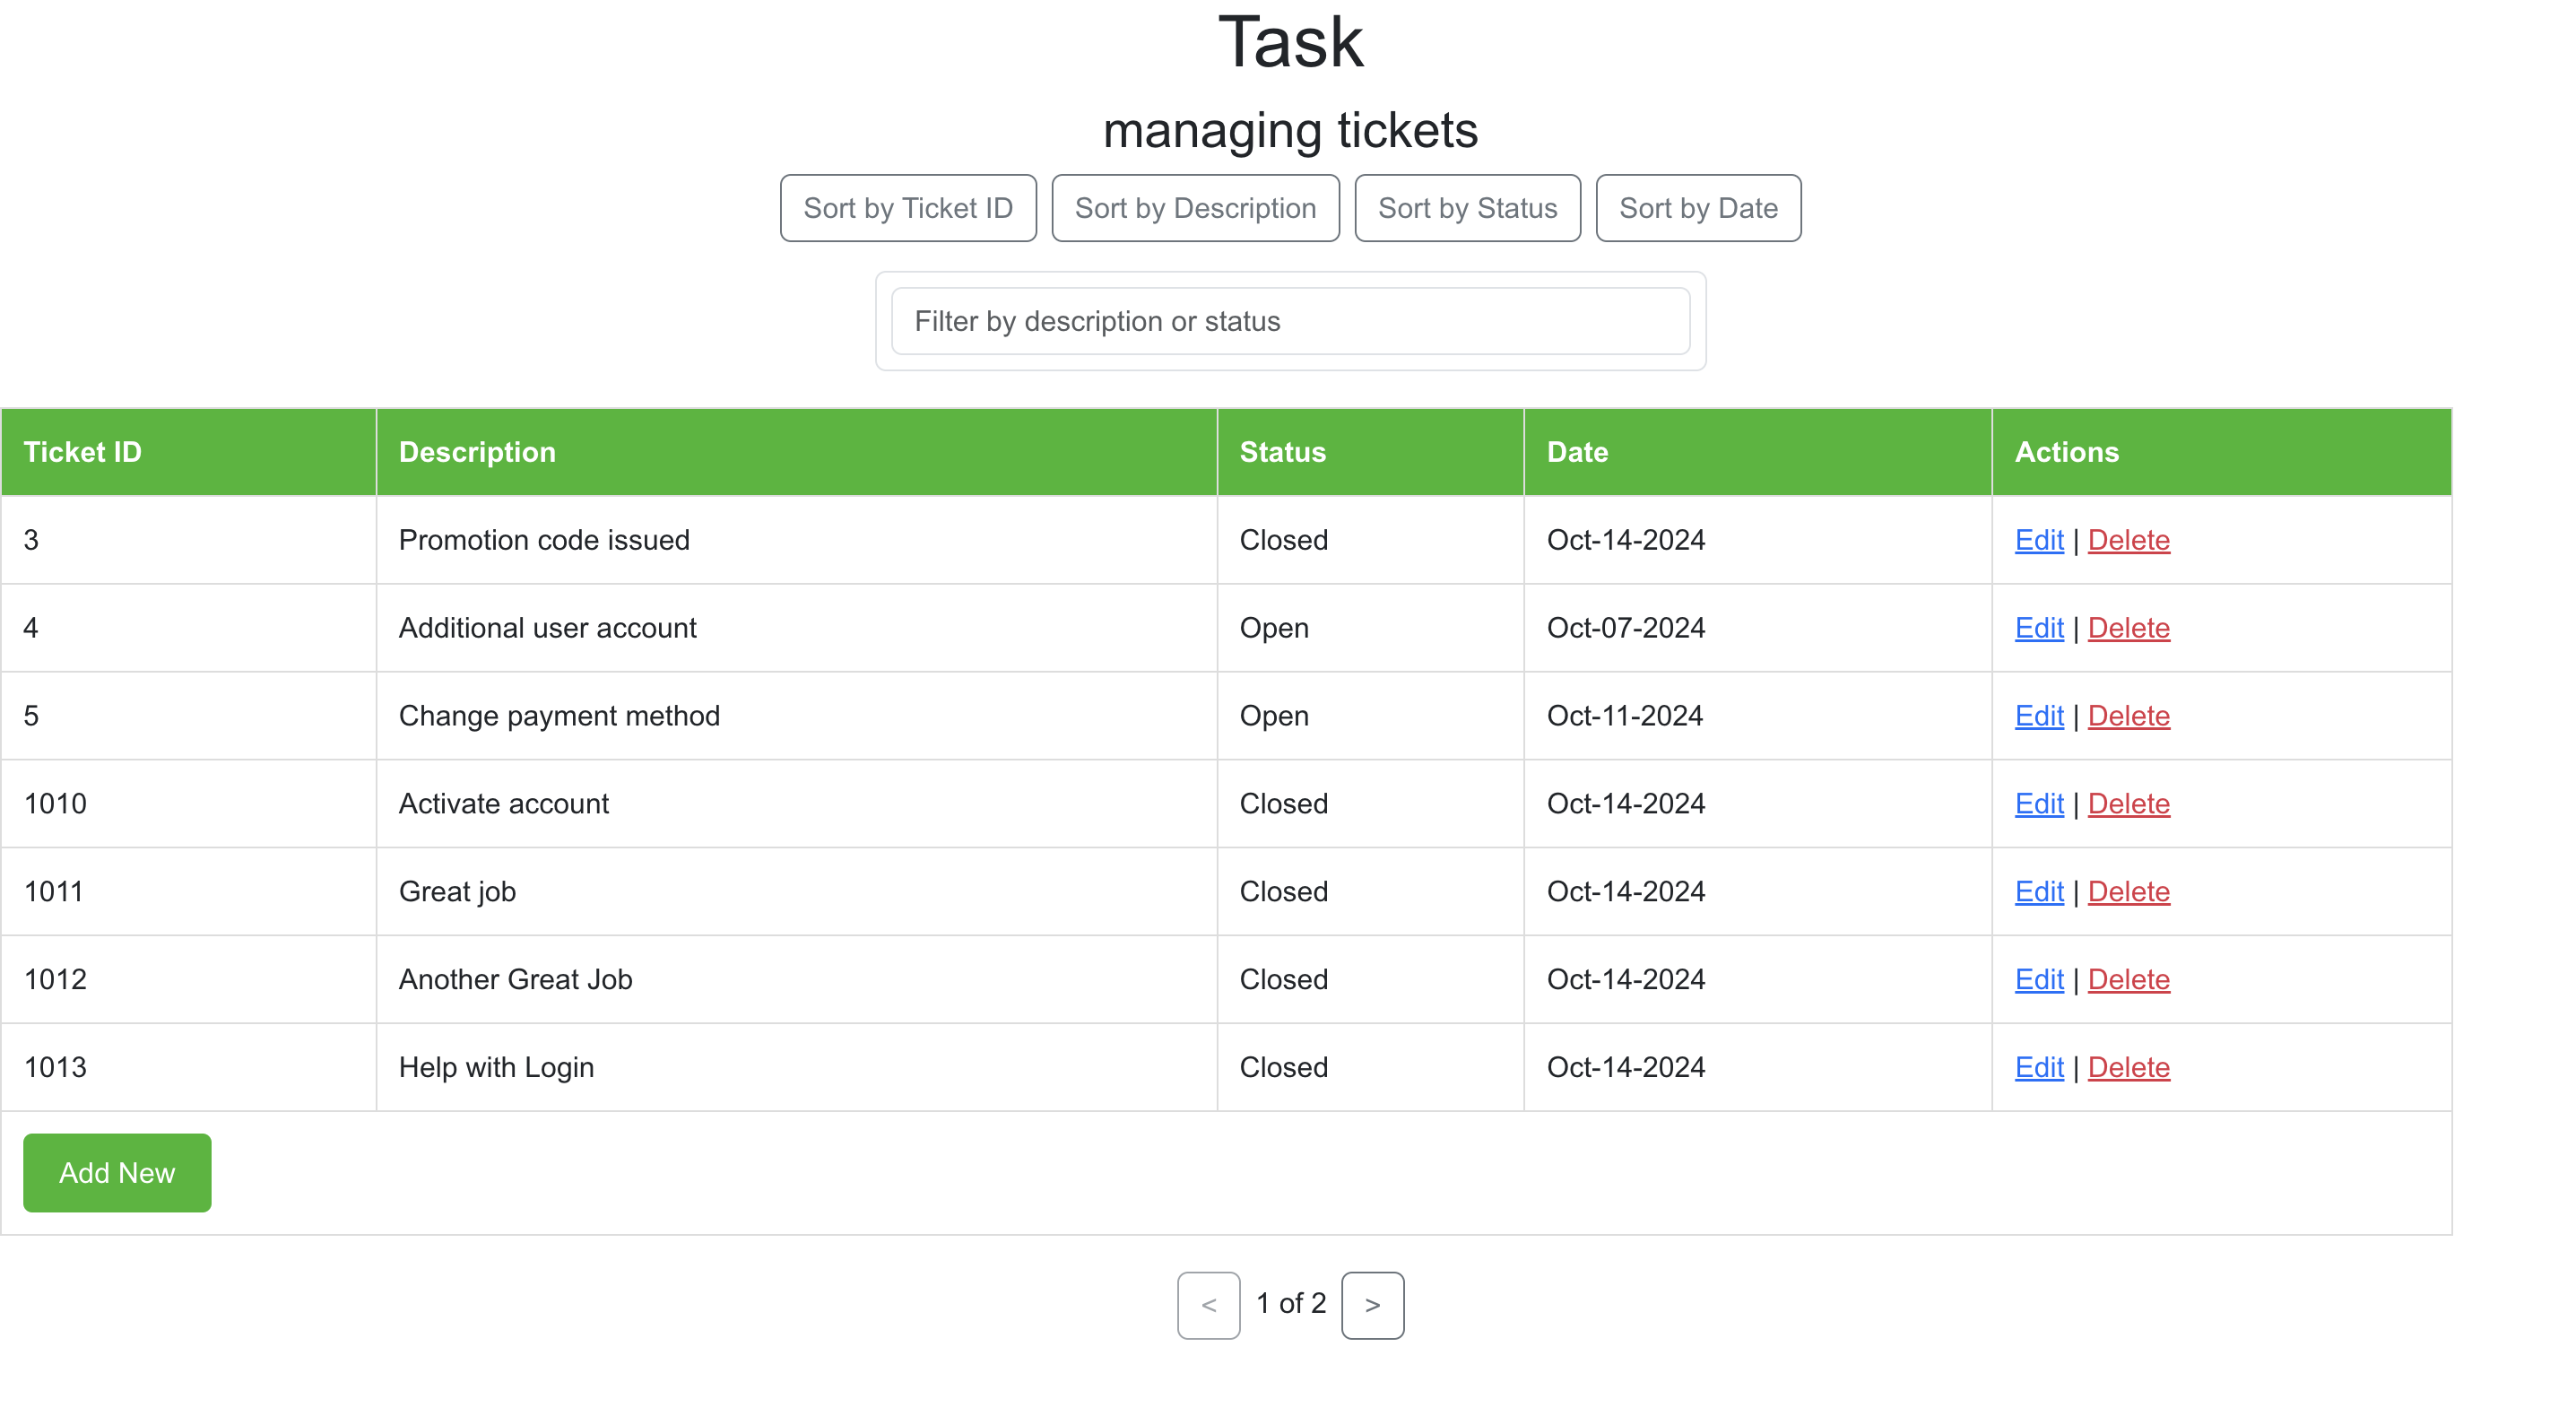 Task
managing tickets
Sort by Ticket ID Sort by Description Sort by Status Sort by Date
Filter by description or status
Ticket ID Description Status Date Actions
3 Promotion code issued Closed Oct-14-2024 Edit | Delete
4 Additional user account Open Oct-07-2024 Edit | Delete
5 Change payment method Open Oct-11-2024 Edit | Delete
1010 Activate account Closed Oct-14-2024 Edit | Delete
1011 Great job Closed Oct-14-2024 Edit | Delete
1012 Another Great Job Closed Oct-14-2024 Edit | Delete
1013 Help with Login Closed Oct-14-2024 Edit | Delete
Add New
< 1 of 2 >